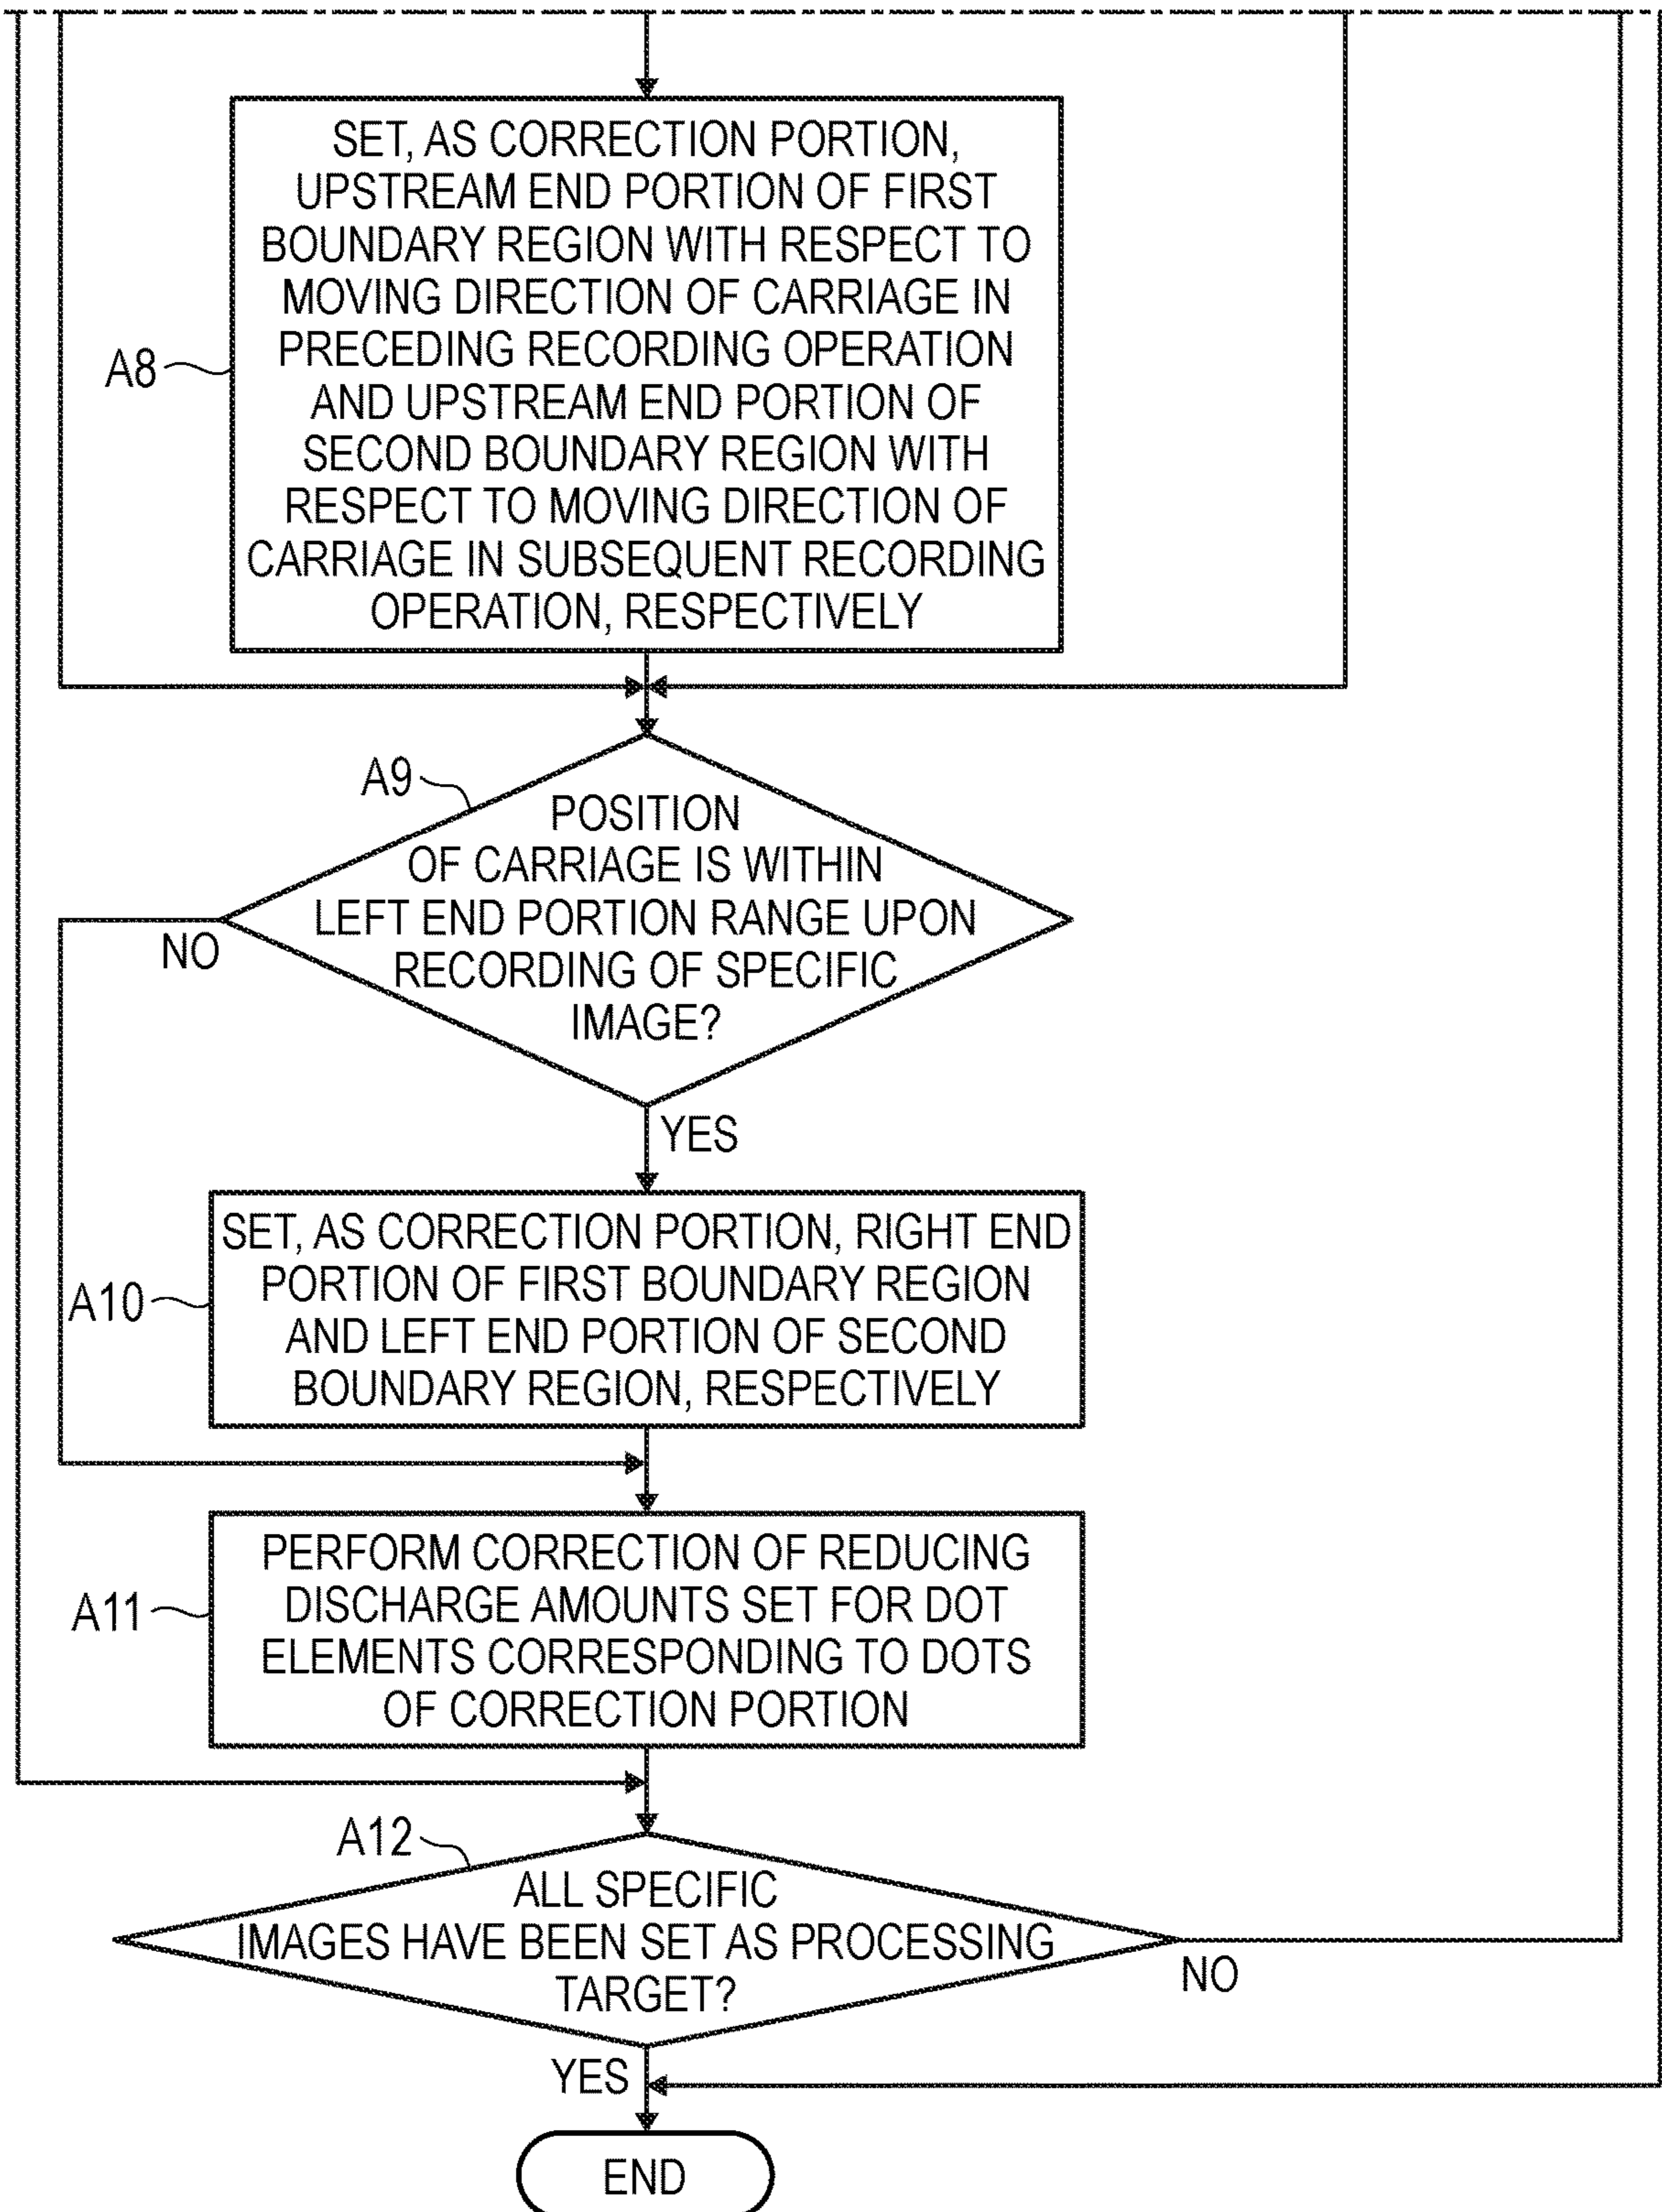 SET, AS CORRECTION PORTION,
UPSTREAM END PORTION OF FIRST
BOUNDARY REGION WITH RESPECT TO
MOVING DIRECTION OF CARRIAGE IN
PRECEDING RECORDING OPERATION
A8
AND UPSTREAM END PORTION OF
SECOND BOUNDARY REGION WITH
RESPECT TO MOVING DIRECTION OF
CARRIAGE IN SUBSEQUENT RECORDING
OPERATION, RESPECTIVELY
A9
POSITION
OF CARRIAGE IS WITHIN
LEFT END PORTION RANGE UPON
RECORDING OF SPECIFIC
IMAGE?
NO
YES
SET, AS CORRECTION PORTION, RIGHT END
PORTION OF FIRST BOUNDARY REGION
A10
AND LEFT END PORTION OF SECOND
BOUNDARY REGION, RESPECTIVELY
PERFORM CORRECTION OF REDUCING
DISCHARGE AMOUNTS SET FOR DOT
A11
ELEMENTS CORRESPONDING TO DOTS
OF CORRECTION PORTION
A12
ALL SPECIFIC
IMAGES HAVE BEEN SET AS PROCESSING
TARGET?
NO
YES
END